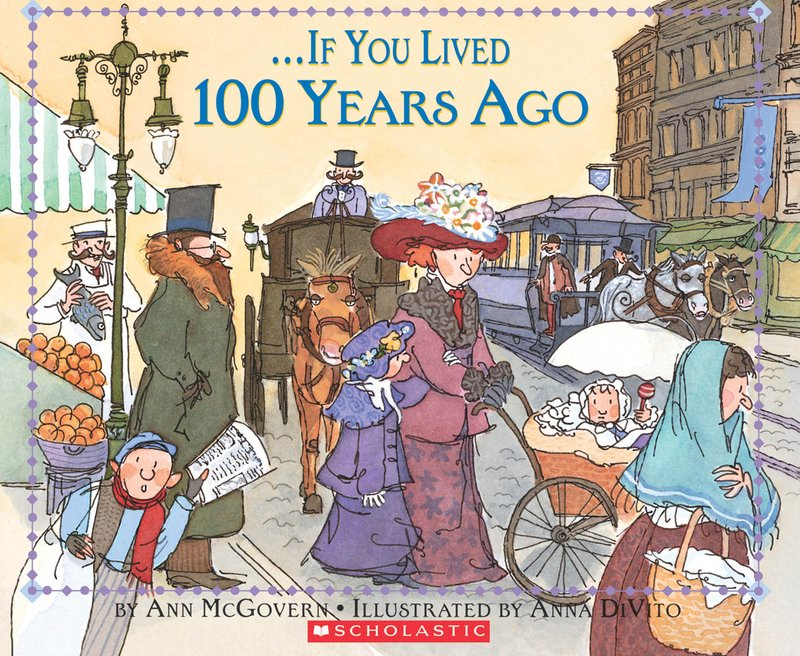 ...If You Lived
100 Years Ago
by Ann McGovern • Illustrated by Anna DiVito
SCHOLASTIC